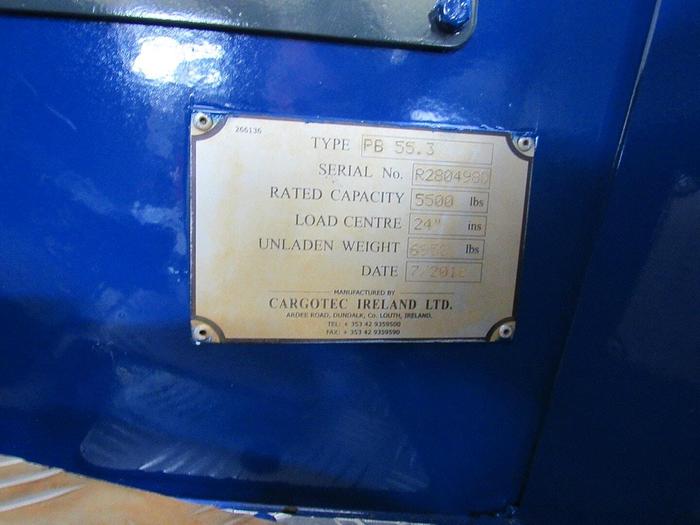 266136
TYPE PB 55.3
SERIAL No.
RATED CAPACITY 5500 lbs
LOAD CENTRE 24" ins
UNLADEN WEIGHT lbs
DATE
MANUFACTURED BY
CARGOTEC IRELAND LTD.
ARDEE ROAD, DUNDALK, Co. LOUTH, IRELAND.
TEL: + 353 42 9359500
FAX: + 353 42 9359590